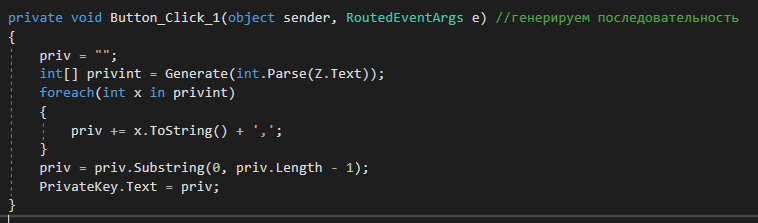 private void Button_Click_1(object sender, RoutedEventArgs e) //генерируем последовательность
{
    priv = "";
    int[] privint = Generate(int.Parse(Z.Text));
    foreach(int x in privint)
    {
        priv += x.ToString() + ',';
    }
    priv = priv.Substring(0, priv.Length - 1);
    PrivateKey.Text = priv;
}